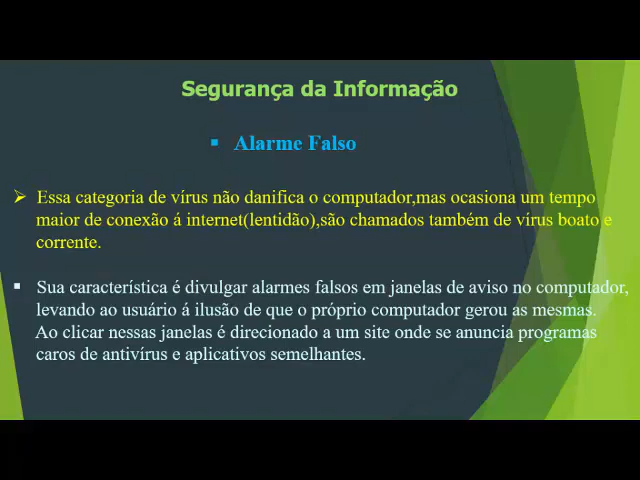 Segurança da Informação
▪ Alarme Falso
➢ Essa categoria de vírus não danifica o computador,mas ocasiona um tempo
maior de conexão á internet(lentidão),são chamados também de vírus boato e
corrente.
▪ Sua característica é divulgar alarmes falsos em janelas de aviso no computador,
levando ao usuário á ilusão de que o próprio computador gerou as mesmas.
Ao clicar nessas janelas é direcionado a um site onde se anuncia programas
caros de antivírus e aplicativos semelhantes.